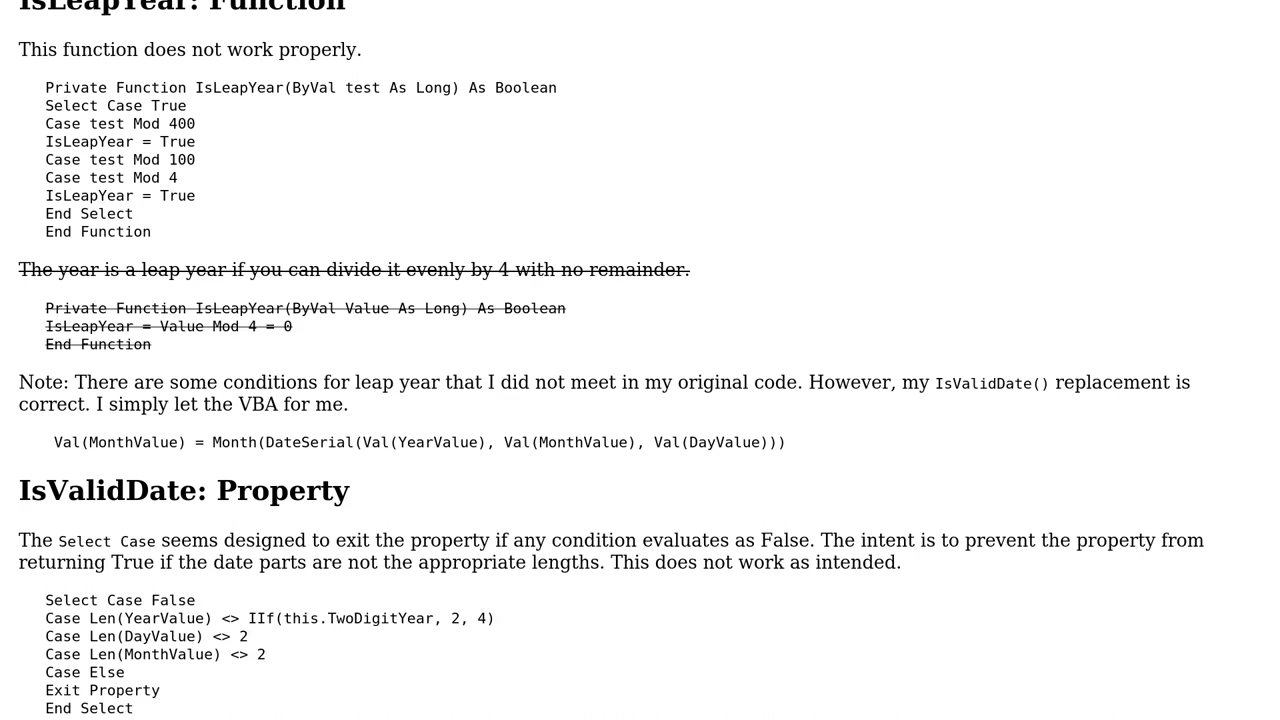 IsLeapYear: Function
This function does not work properly.
Private Function IsLeapYear(ByVal test As Long) As Boolean
Select Case True
Case test Mod 400
IsLeapYear = True
Case test Mod 100
Case test Mod 4
IsLeapYear = True
End Select
End Function
The year is a leap year if you can divide it evenly by 4 with no remainder.
Private Function IsLeapYear(ByVal Value As Long) As Boolean
IsLeapYear = Value Mod 4 = 0
End Function
Note: There are some conditions for leap year that I did not meet in my original code. However, my IsValidDate() replacement is
correct. I simply let the VBA for me.
Val(MonthValue) = Month(DateSerial(Val(YearValue), Val(MonthValue), Val(DayValue)))
IsValidDate: Property
The Select Case seems designed to exit the property if any condition evaluates as False. The intent is to prevent the property from
returning True if the date parts are not the appropriate lengths. This does not work as intended.
Select Case False
Case Len(YearValue) <> IIf(this.TwoDigitYear, 2, 4)
Case Len(DayValue) <> 2
Case Len(MonthValue) <> 2
Case Else
Exit Property
End Select